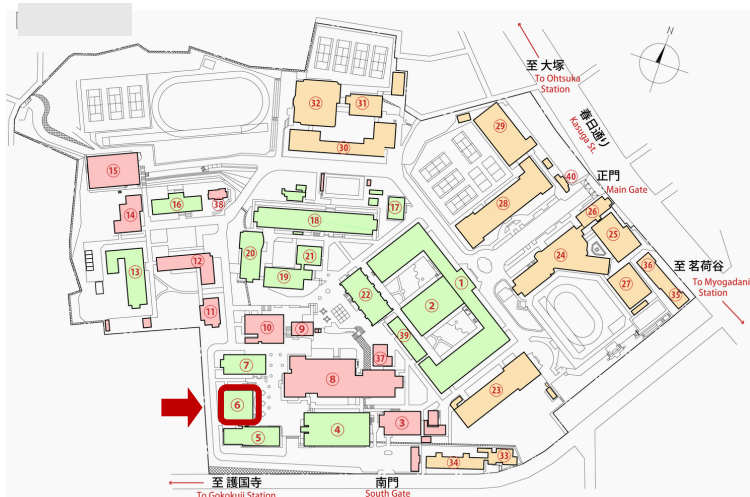 N
至 大塚
To Ohtsuka
Station
春日通り
Kasuga St.
正門
Main Gate
至 茗荷谷
To Myogadani
Station
32
31
30
29
28
40
26
25
24
27
36
35
15
14
16
38
13
12
11
17
18
20
21
19
22
1
2
39
10
9
37
7
8
6
5
4
3
23
34
33
至 護国寺
To Gokokuji Station
南門
South Gate